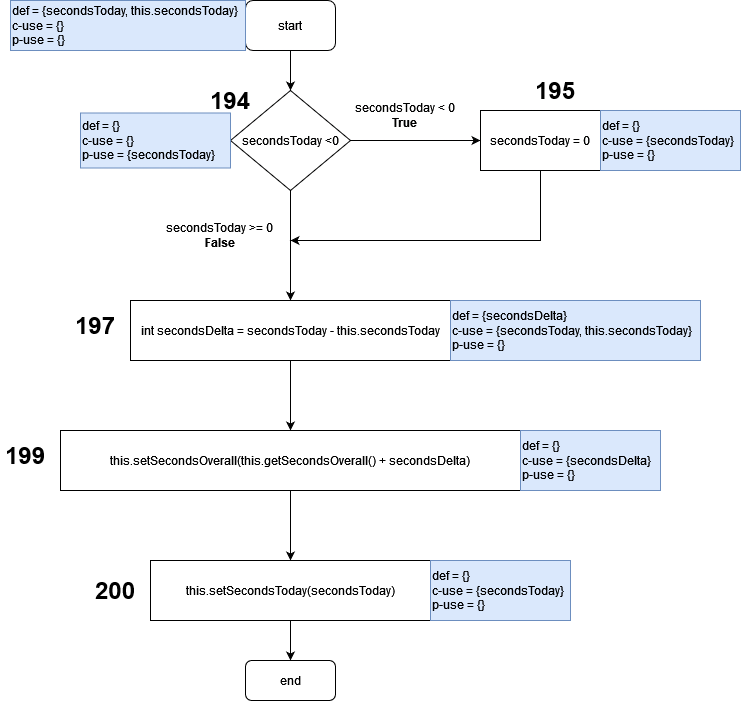 def = {secondsToday, this.secondsToday}
c-use = {}
p-use = {}
start
194
def = {}
c-use = {}
p-use = {secondsToday}
secondsToday <0
secondsToday < 0
True
195
secondsToday = 0
def = {}
c-use = {secondsToday}
p-use = {}
secondsToday >= 0
False
197
int secondsDelta = secondsToday - this.secondsToday
def = {secondsDelta}
c-use = {secondsToday, this.secondsToday}
p-use = {}
199
this.setSecondsOverall(this.getSecondsOverall() + secondsDelta)
def = {}
c-use = {secondsDelta}
p-use = {}
200
this.setSecondsToday(secondsToday)
def = {}
c-use = {secondsToday}
p-use = {}
end